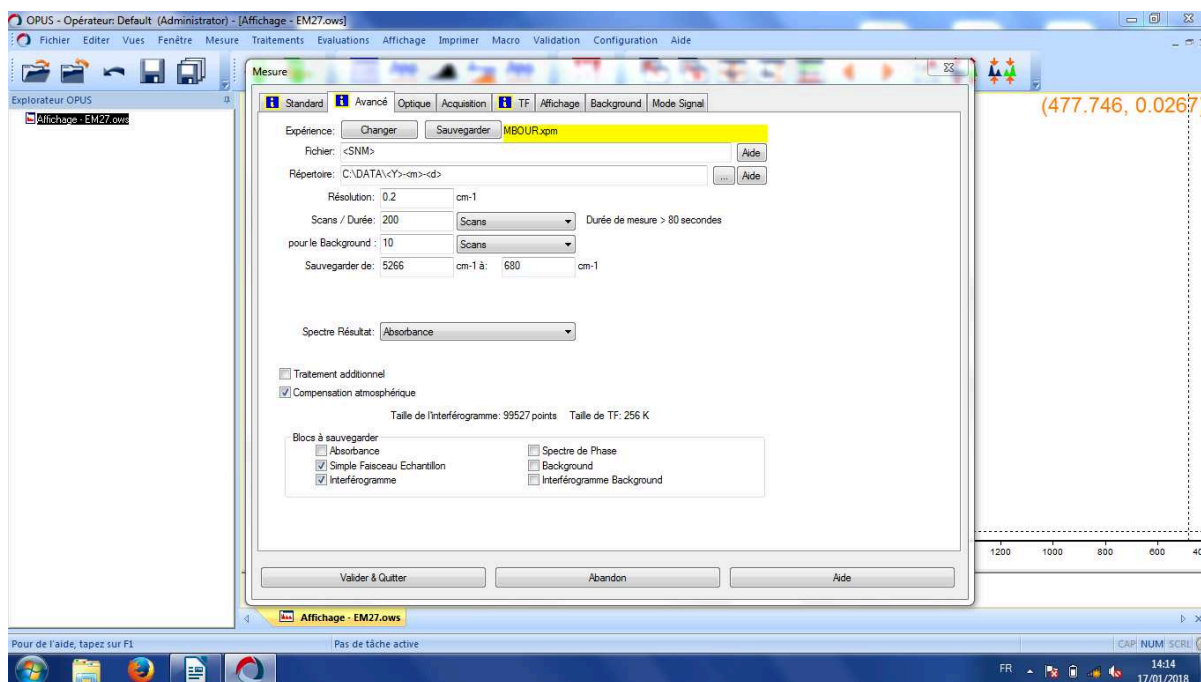 OPUS - Opérateur: Default (Administrator) - [Affichage - EM27.ows]
Fichier Editer Vues Fenêtre Mesure Traitements Evaluations Affichage Imprimer Macro Validation Configuration Aide
Explorateur OPUS
Affichage - EM27.ows
Mesure
Standard Avancé Optique Acquisition TF Affichage Background Mode Signal
(477.746, 0.0267
Expérience: Changer Sauvegarder MBOUR.xpm
Fichier: <SNM> Aide
Répertoire: C:\DATA\<Y>-<m>-<d> ... Aide
Résolution: 0.2 cm-1
Scans / Durée: 200 Scans Durée de mesure > 80 secondes
pour le Background : 10 Scans
Sauvegarder de: 5266 cm-1 à: 680 cm-1
Spectre Résultat: Absorbance
Traitement additionnel
Compensation atmosphérique
Taille de l'interférogramme: 99527 points Taille de TF: 256 K
Blocs à sauvegarder
Absorbance Spectre de Phase
Simple Faisceau Echantillon Background
Interférogramme Interférogramme Background
1200 1000 800 600 40
Valider & Quitter Abandon Aide
Affichage - EM27.ows
Pour de l'aide, tapez sur F1 Pas de tâche active CAP NUM SCRL
FR 14:14
17/01/2018